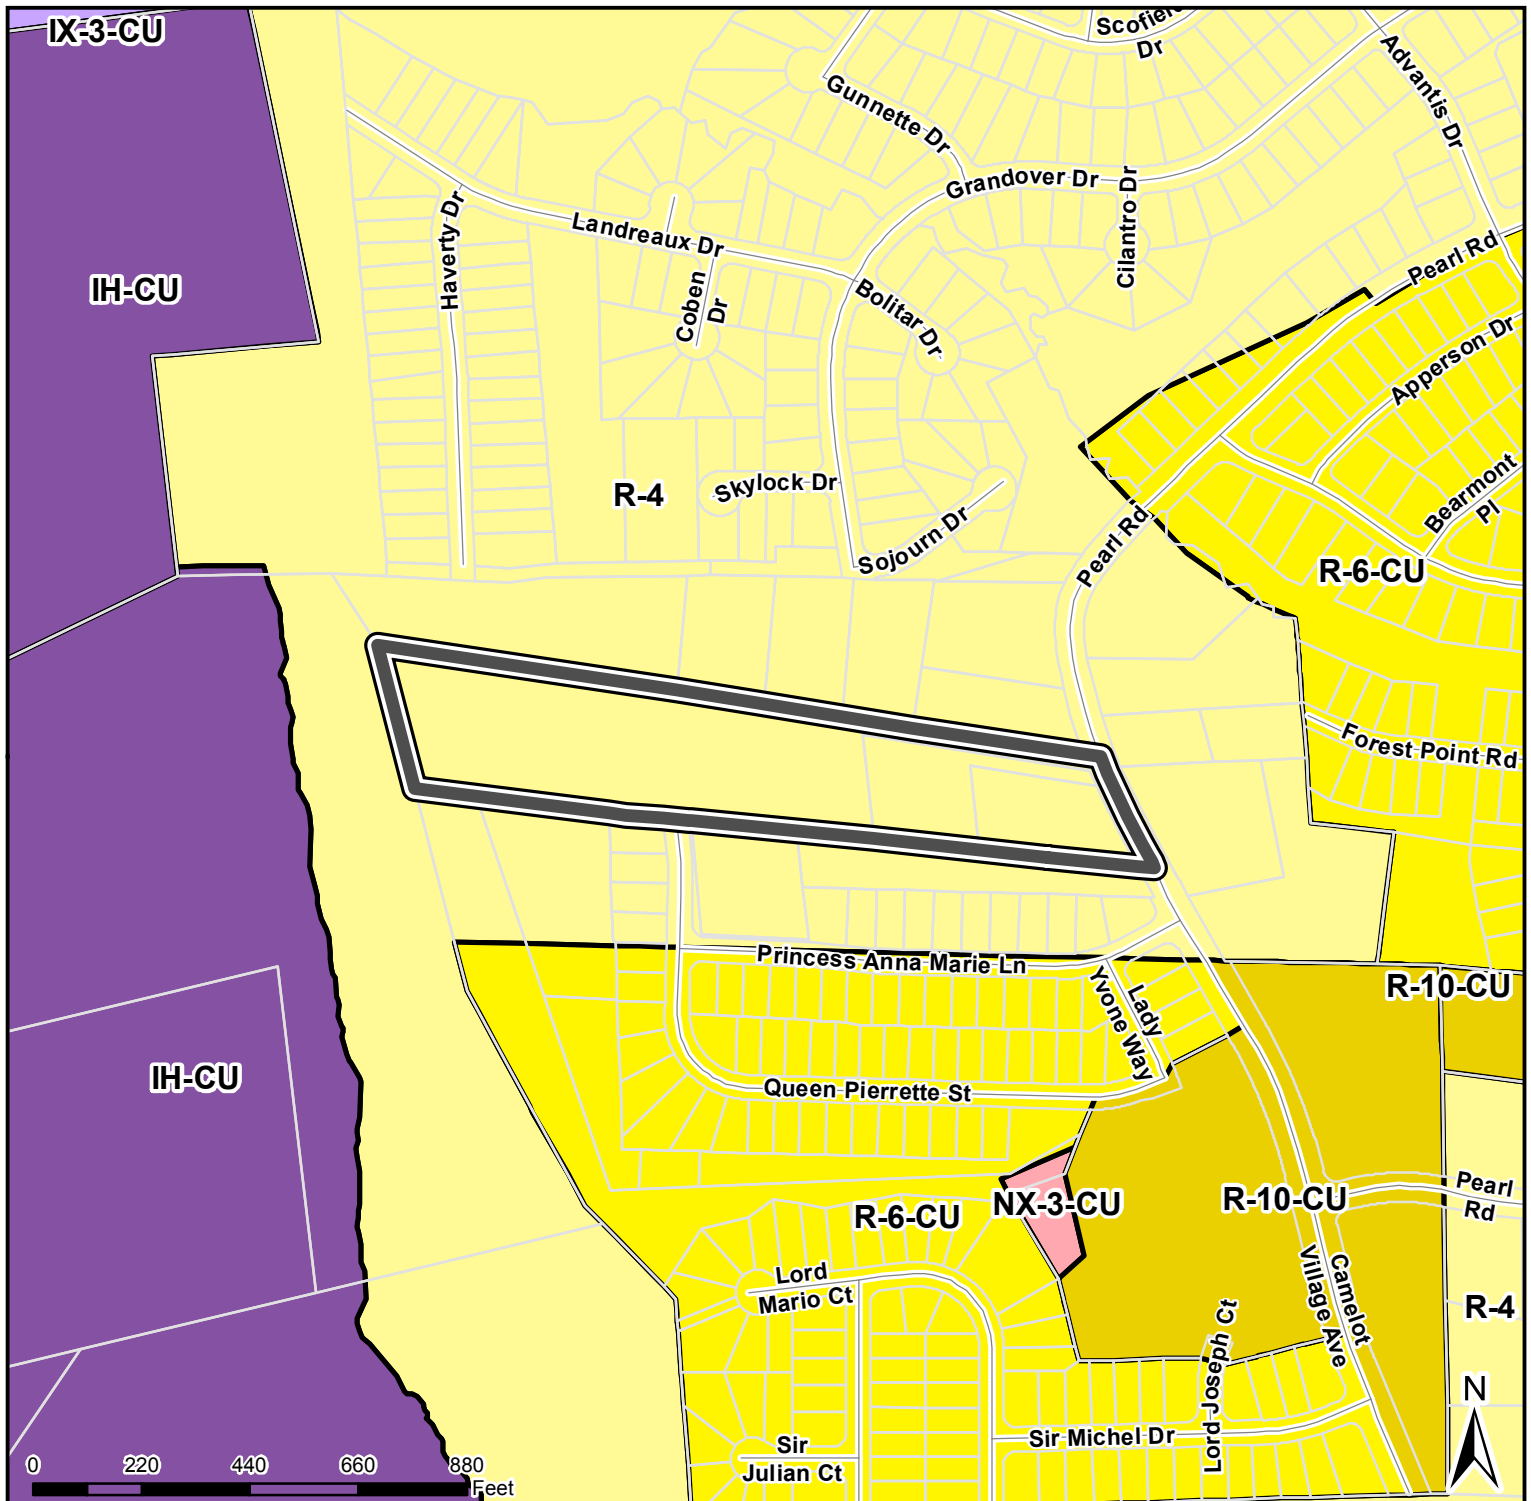 IX-3-CU
Scofiel
Dr
Advantis Dr
Gunnette Dr
Grandover Dr
Cilantro Dr
Haverty Dr
Landreaux Dr
Pearl Rd
IH-CU
Coben
Dr
Bolitar Dr
Apperson Dr
R-4
Skylock Dr
Bearmont
Pl
Sojourn Dr
Pearl Rd
R-6-CU
Forest Point Rd
Princess Anna Marie Ln
R-10-CU
Lady
Yvone Way
IH-CU
Queen Pierrette St
NX-3-CU
R-10-CU
Pearl
Rd
R-6-CU
Lord
Mario Ct
Camelot
Village Ave
R-4
Lord Joseph Ct
N
Sir Michel Dr
Sir
Julian Ct
0 220 440 660 880
Feet